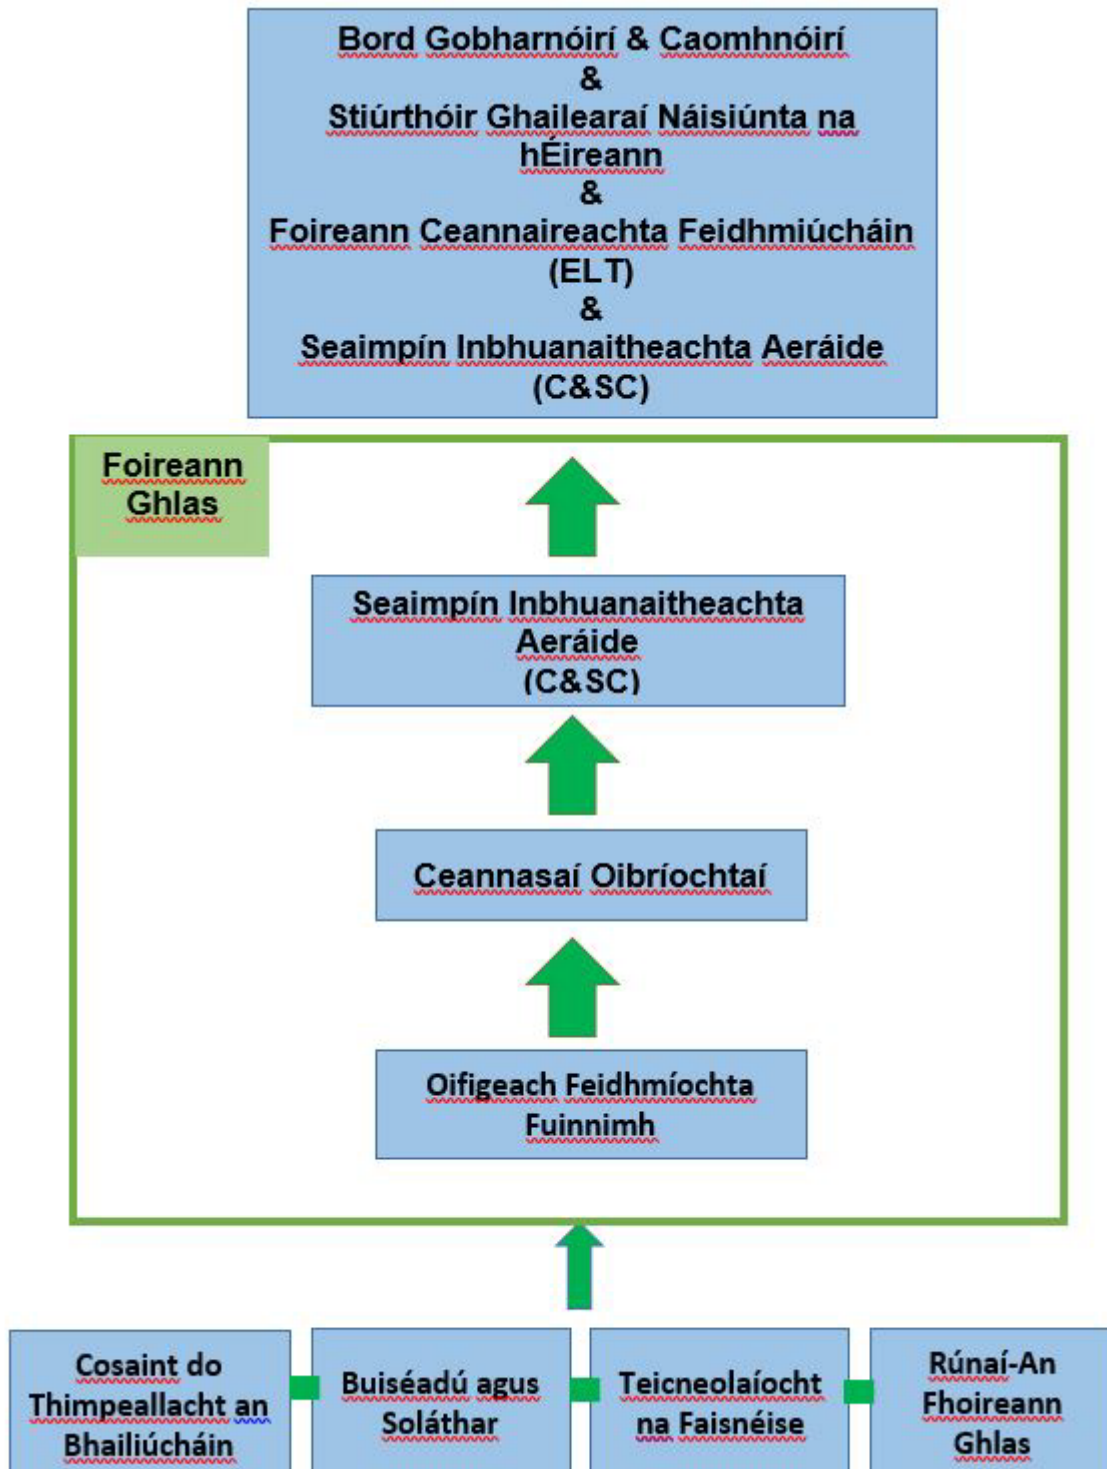 Bord Gobharnóirí & Caomhnóirí
&
Stiúrthóir Ghailearaí Náisiúnta na
hÉireann
&
Foireann Ceannaireachta Feidhmiúcháin
(ELT)
&
Seaimpín Inbhuanaitheachta Aeráide
(C&SC)
Foireann
Ghlas
Seaimpín Inbhuanaitheachta
Aeráide
(C&SC)
Ceannasaí Oibríochtaí
Oifigeach Feidhmíochta
Fuinnimh
Cosaint do
Thimpeallacht an
Bhailiúcháin
Buiséadú agus
Soláthar
Teicneolaíocht
na Faisnéise
Rúnaí-An
Fhoireann
Ghlas